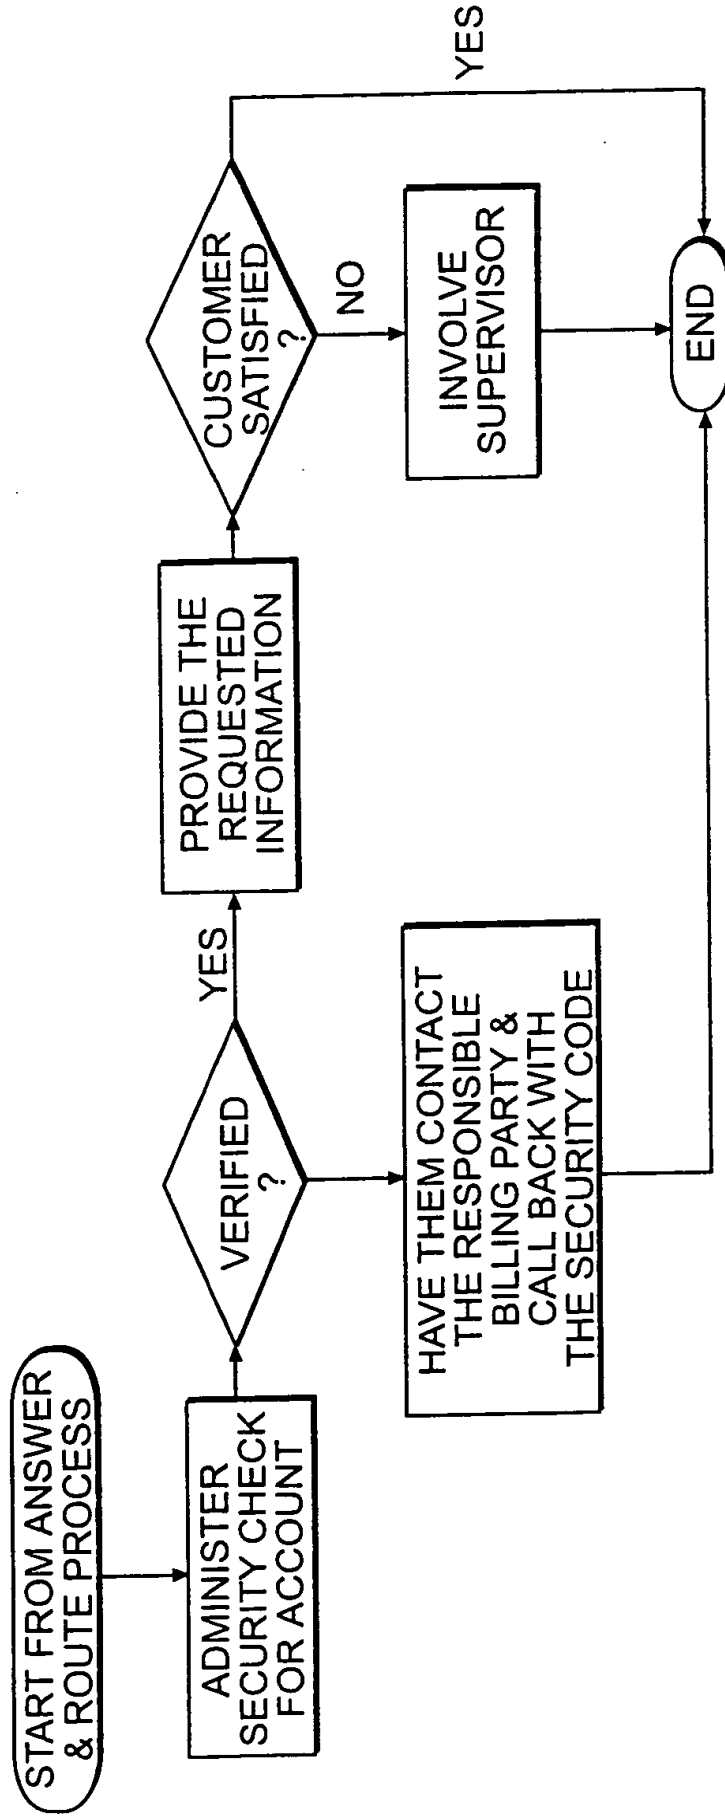 START FROM ANSWER
& ROUTE PROCESS
ADMINISTER
SECURITY CHECK
FOR ACCOUNT
VERIFIED
?
YES
HAVE THEM CONTACT
THE RESPONSIBLE
BILLING PARTY &
CALL BACK WITH
THE SECURITY CODE
PROVIDE THE
REQUESTED
INFORMATION
CUSTOMER
SATISFIED
?
NO
INVOLVE
SUPERVISOR
YES
END